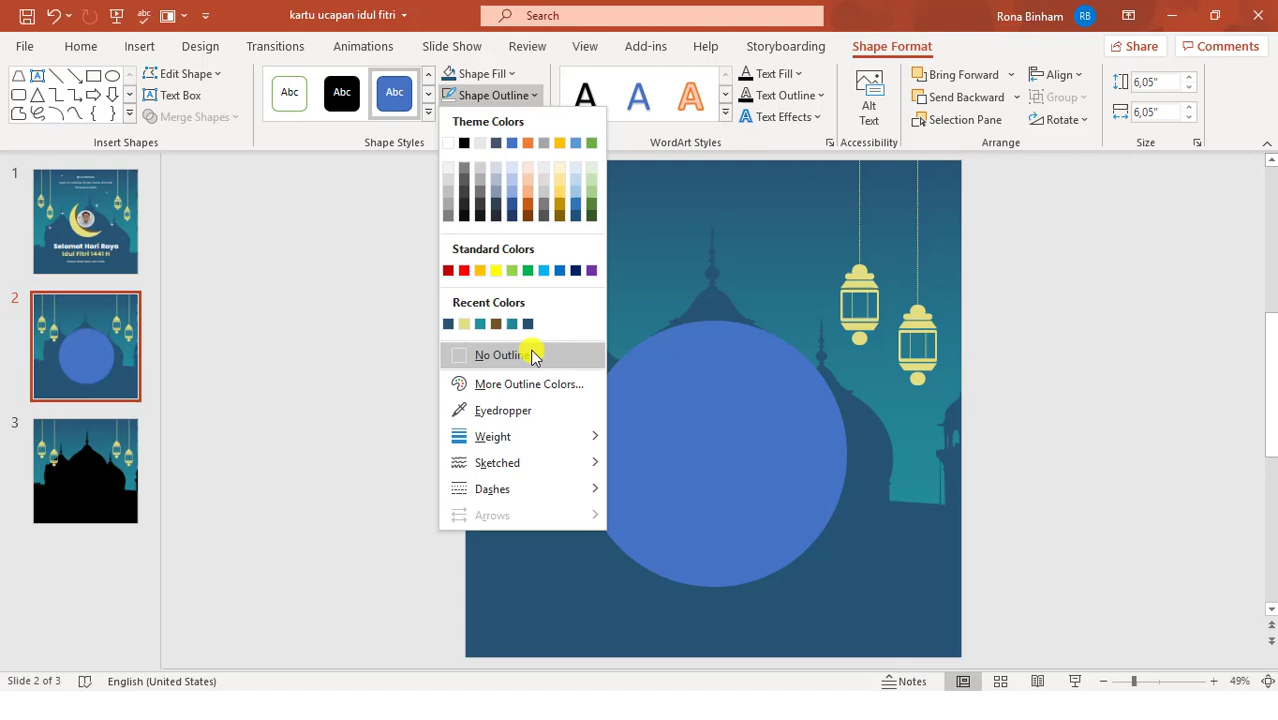 kartu ucapan idul fitri
Search
Rona Binham
RB
File
Home
Insert
Design
Transitions
Animations
Slide Show
Review
View
Add-ins
Help
Storyboarding
Shape Format
Share
Comments
Edit Shape
Text Box
Merge Shapes
Insert Shapes
Abc
Abc
Abc
Shape Styles
Shape Fill
Shape Outline
A
A
A
WordArt Styles
Text Fill
Text Outline
Text Effects
Alt
Text
Accessibility
Bring Forward
Send Backward
Selection Pane
Align
Group
Rotate
Arrange
6,05"
6,05"
Size
Theme Colors
Standard Colors
Recent Colors
No Outline
More Outline Colors...
Eyedropper
Weight
Sketched
Dashes
Arrows
1
Selamat Hari Raya
Idul Fitri 1441 H
2
3
Slide 2 of 3
English (United States)
Notes
49%